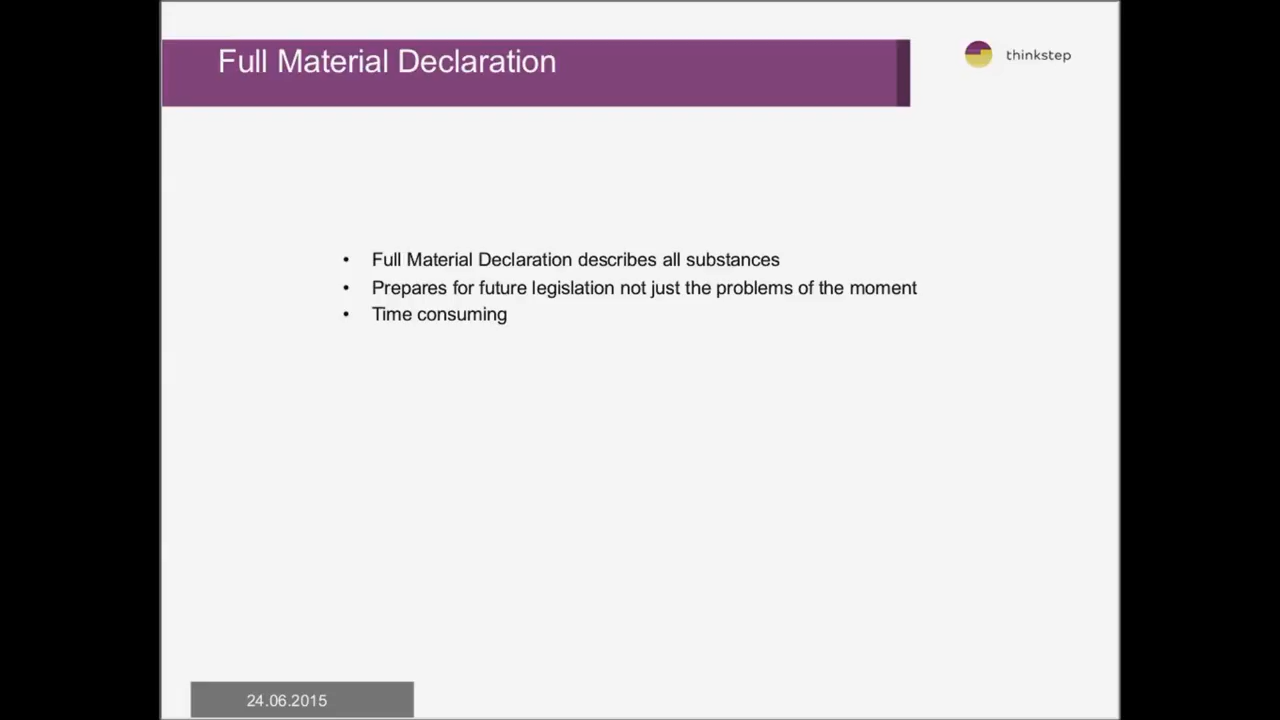 Full Material Declaration
thinkstep
• Full Material Declaration describes all substances
• Prepares for future legislation not just the problems of the moment
• Time consuming
24.06.2015